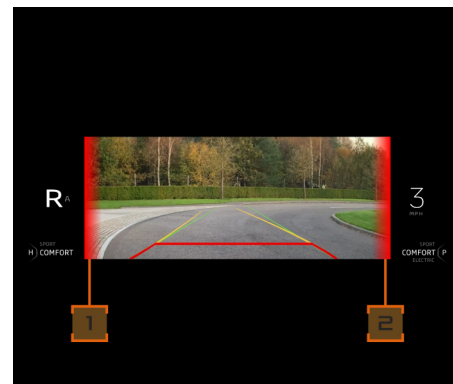 R A
3
MPH
SPORT
H) COMFORT
SPORT
COMFORT (P
ELECTRIC
1
2